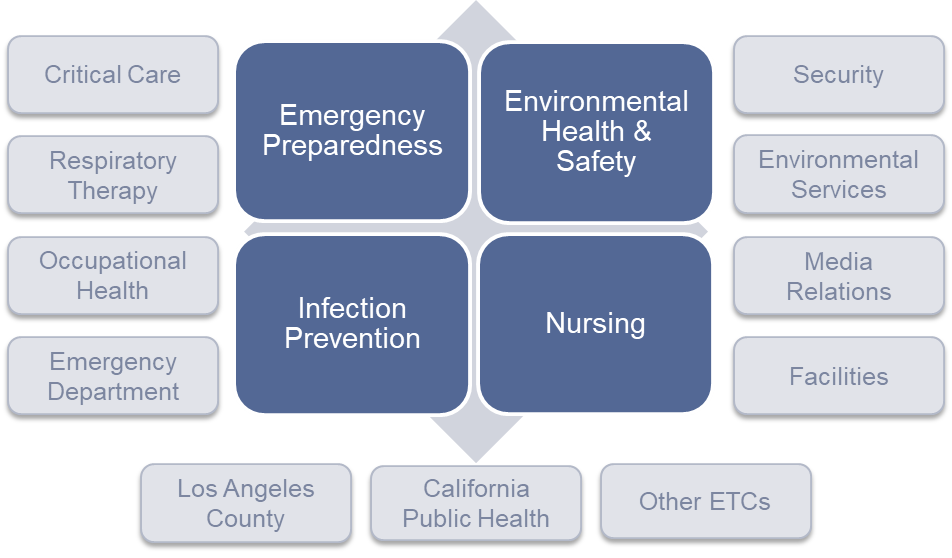 Critical Care
Respiratory
Therapy
Occupational
Health
Emergency
Department
Emergency
Preparedness
Environmental
Health &
Safety
Infection
Prevention
Nursing
Security
Environmental
Services
Media
Relations
Facilities
Los Angeles
County
California
Public Health
Other ETCs